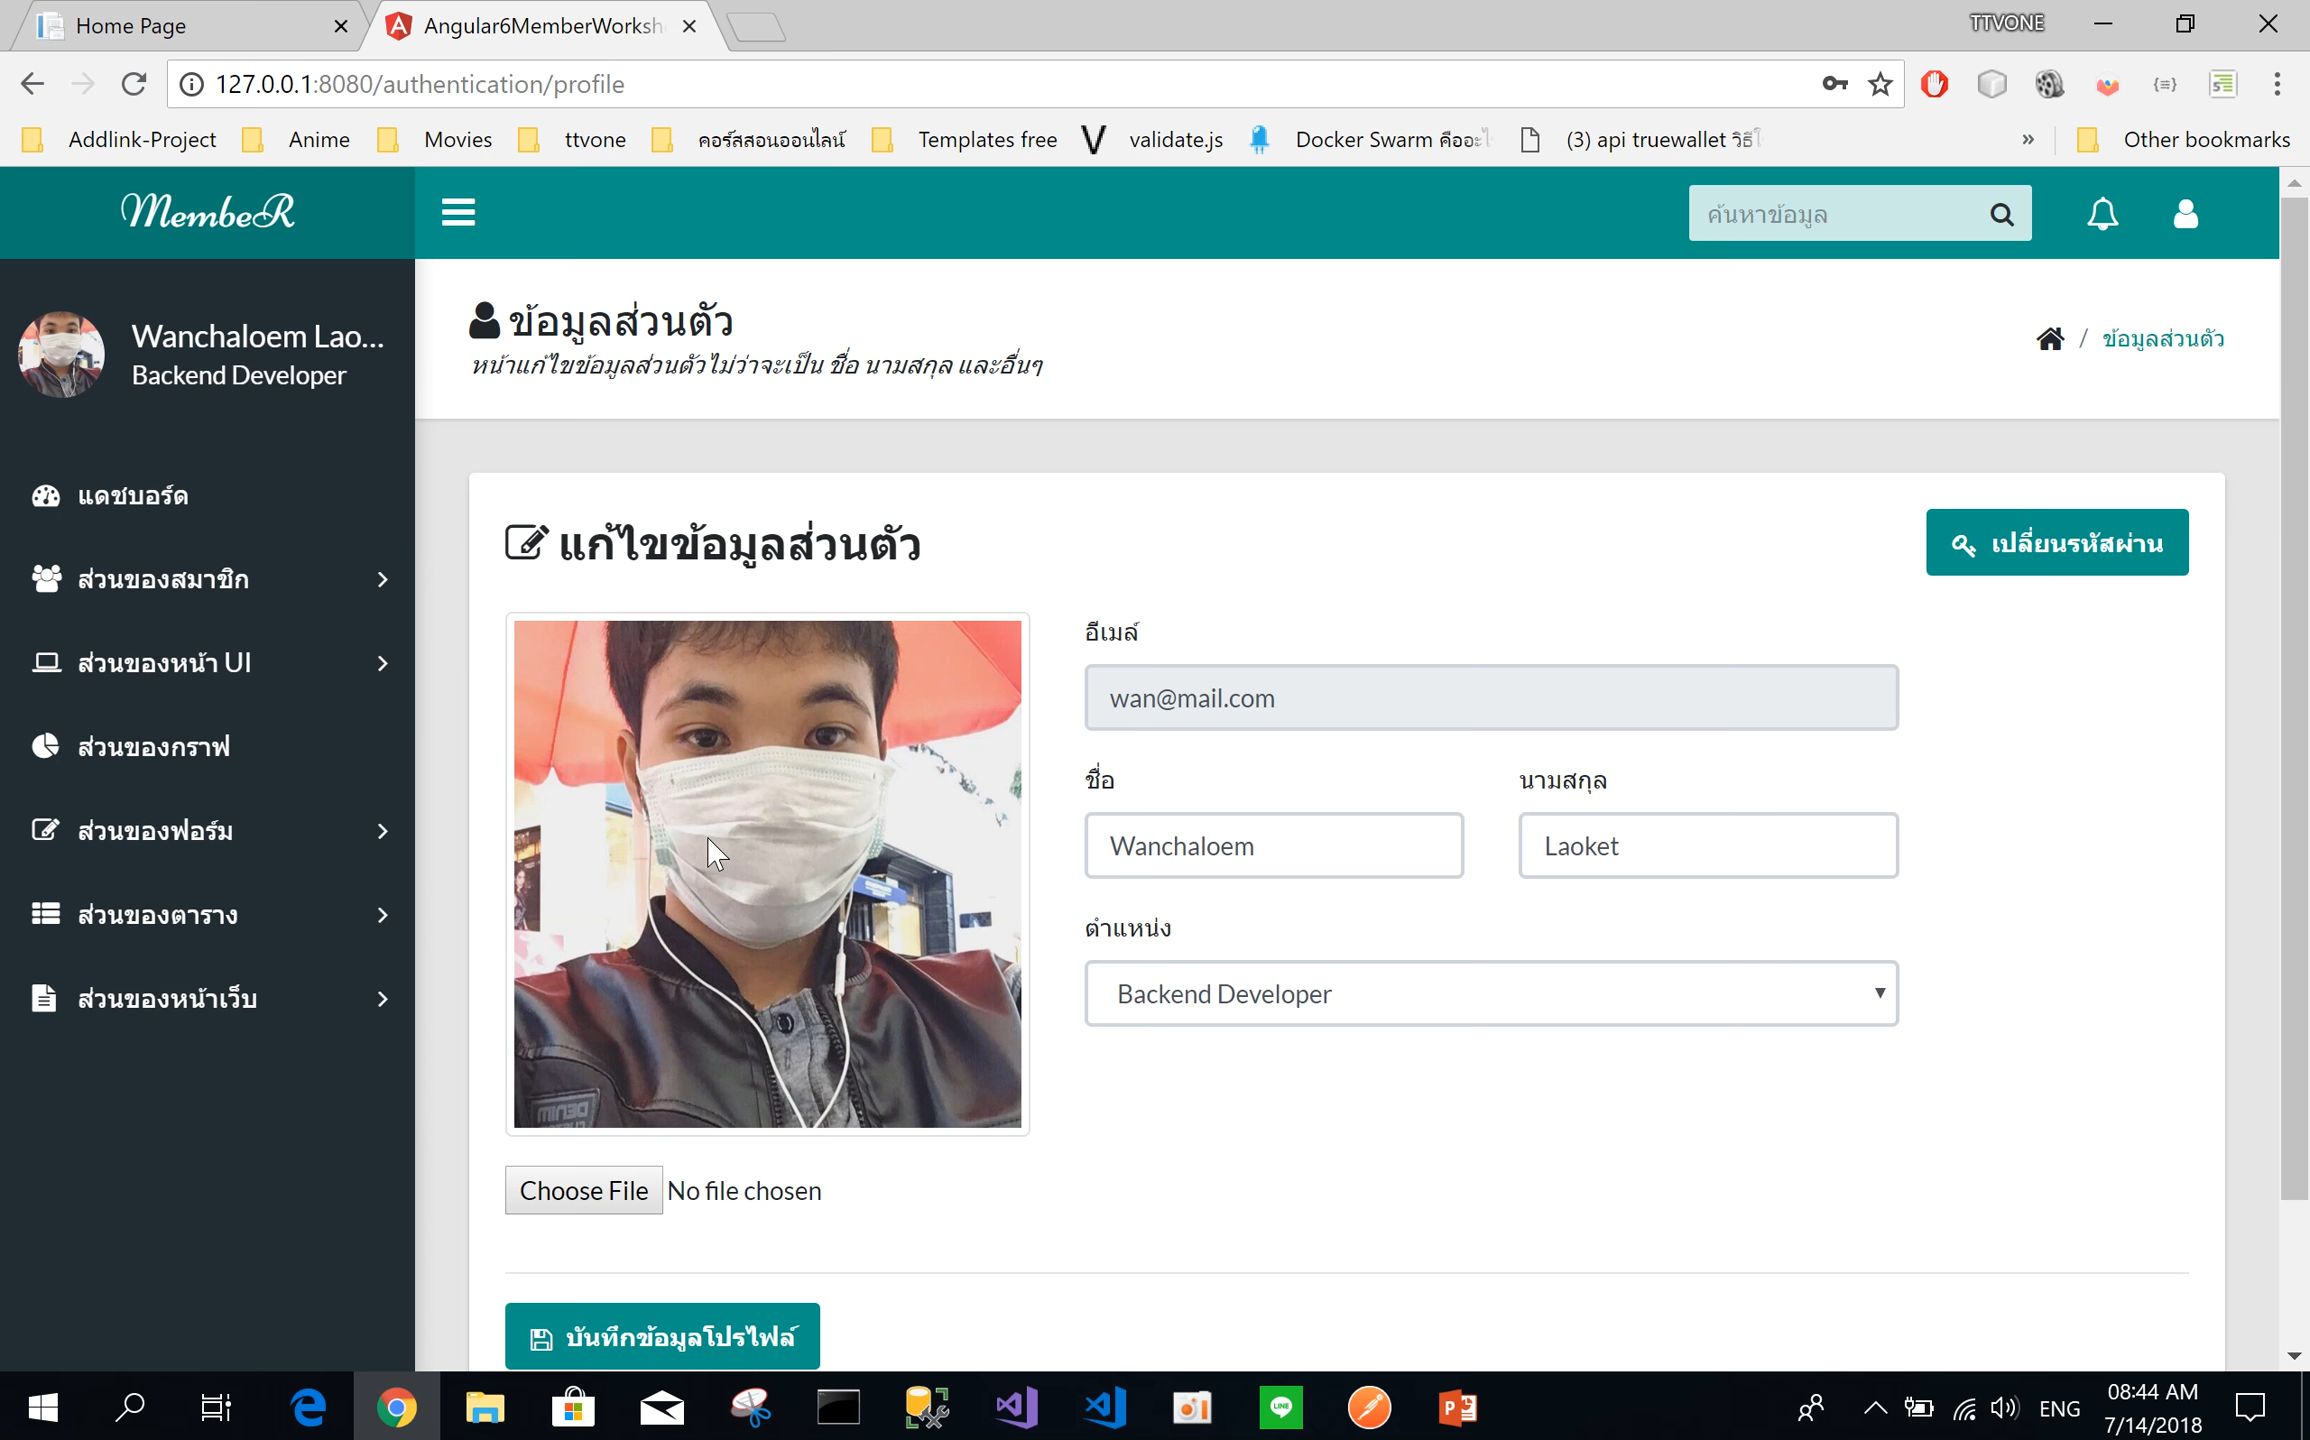 Home Page
Angular6MemberWorksh
TTVONE
127.0.0.1:8080/authentication/profile
Addlink-Project
Anime
Movies
ttvone
คอร์สสอนออนไลน์
Templates free
validate.js
Docker Swarm คืออะไ
(3) api truewallet วิธีใ
»
Other bookmarks
MembeR
ค้นหาข้อมูล
Wanchaloem Lao...
Backend Developer
ข้อมูลส่วนตัว
หน้าแก้ไขข้อมูลส่วนตัวไม่ว่าจะเป็น ชื่อ นามสกุล และอื่นๆ
/ ข้อมูลส่วนตัว
แดชบอร์ด
ส่วนของสมาชิก
ส่วนของหน้า UI
ส่วนของกราฟ
ส่วนของฟอร์ม
ส่วนของตาราง
ส่วนของหน้าเว็บ
แก้ไขข้อมูลส่วนตัว
เปลี่ยนรหัสผ่าน
อีเมล์
wan@mail.com
ชื่อ
นามสกุล
Wanchaloem
Laoket
ตำแหน่ง
Backend Developer
DENIM
Choose File No file chosen
บันทึกข้อมูลโปรไฟล์
ENG
08:44 AM
7/14/2018